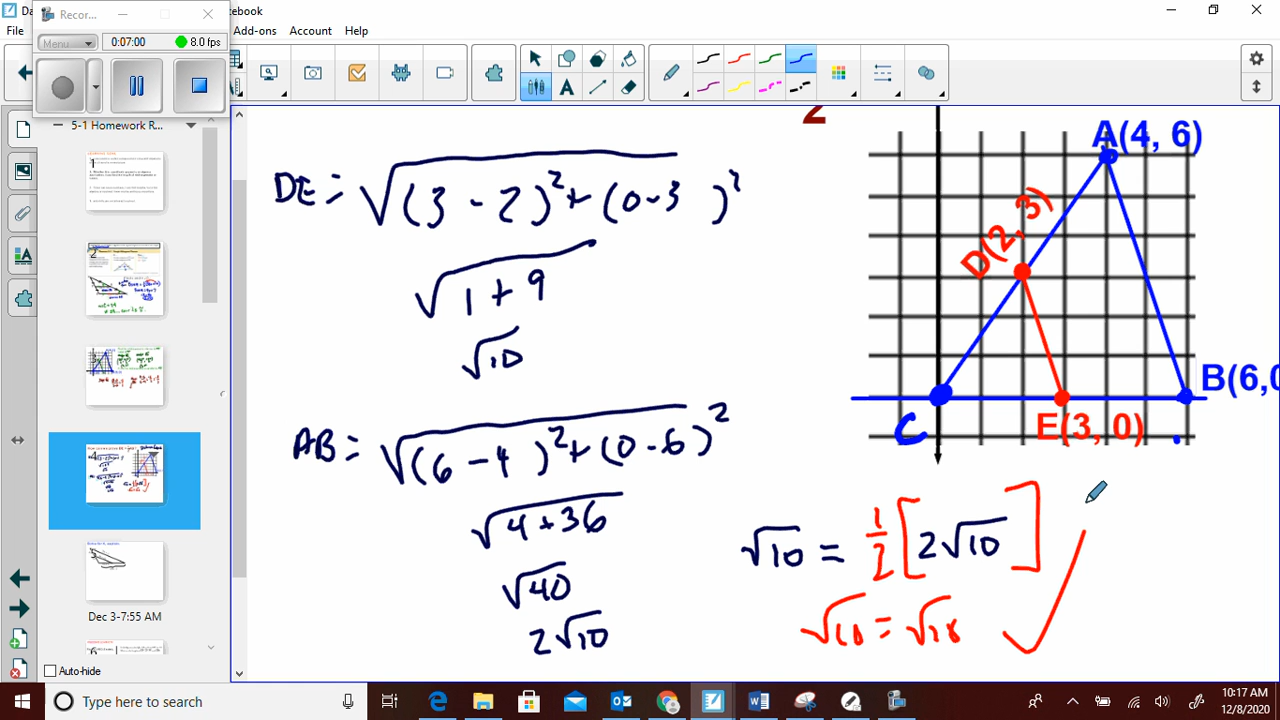 Recor...
otebook
0:07:00
8.0 fps
Menu
File
Add-ons
Account
Help
5-1 Homework R...
Dec 3-7:55 AM
Auto-hide
2
DE = √(3 - 2)² + (0 - 3 )²
√1 + 9
√10
AB = √(6 - 4 )² + (0 - 6)²
√4 + 36
√40
2√10
A(4, 6)
D(2, 3)
B(6,0
C
E(3, 0)
√10 = 1/2 [2√10]
√10 = √10
Type here to search
10:17 AM
12/8/2020